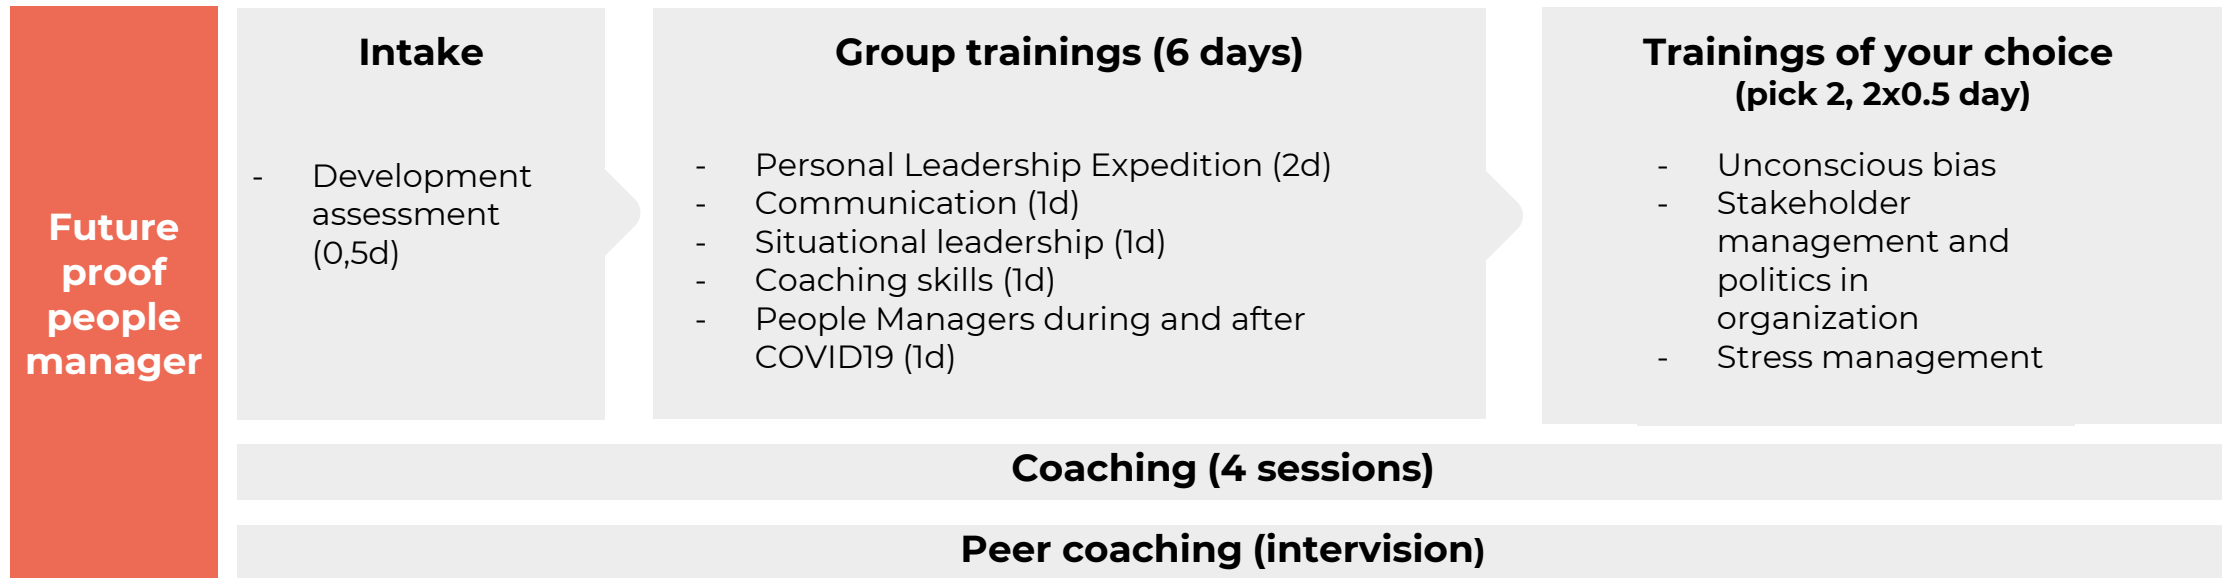 Future
proof
people
manager
Intake
- Development
assessment
(0,5d)
Group trainings (6 days)
- Personal Leadership Expedition (2d)
- Communication (1d)
- Situational leadership (1d)
- Coaching skills (1d)
- People Managers during and after
COVID19 (1d)
Trainings of your choice
(pick 2, 2x0.5 day)
- Unconscious bias
- Stakeholder
management and
politics in
organization
- Stress management
Coaching (4 sessions)
Peer coaching (intervision)